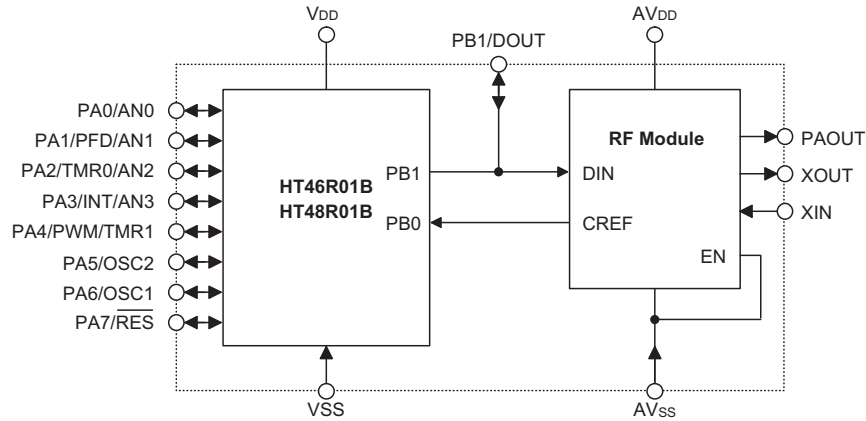 VDD
AVDD
PB1/DOUT
PA0/AN0
PA1/PFD/AN1
PA2/TMR0/AN2
PA3/INT/AN3
PA4/PWM/TMR1
PA5/OSC2
PA6/OSC1
PA7/RES
HT46R01B
HT48R01B
PB1
PB0
RF Module
DIN
CREF
EN
PAOUT
XOUT
XIN
VSS
AVSS